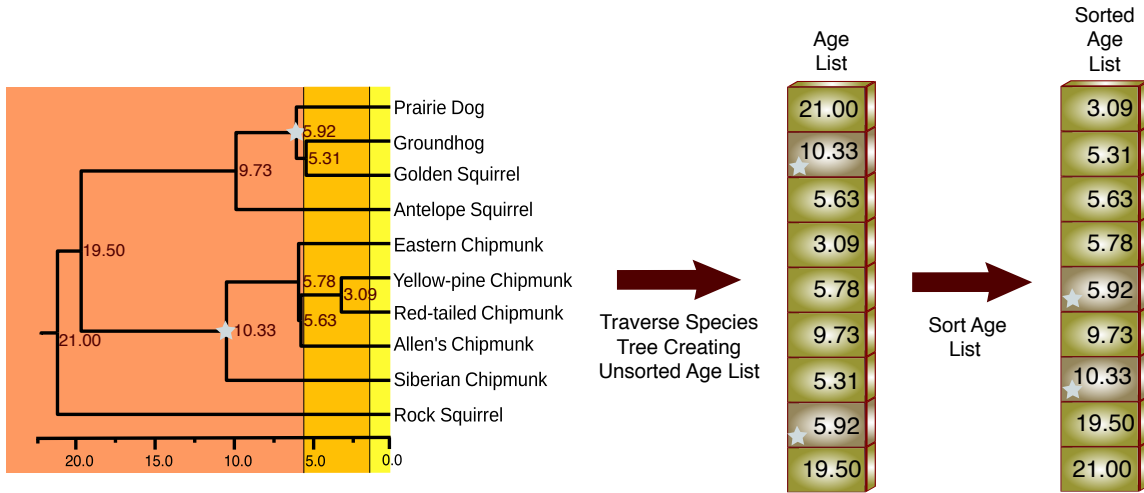 Prairie Dog
5.92
Groundhog
5.31
Golden Squirrel
9.73
Antelope Squirrel
19.50
Eastern Chipmunk
5.78
Yellow-pine Chipmunk
3.09
Red-tailed Chipmunk
5.63
10.33
21.00
Allen's Chipmunk
Siberian Chipmunk
Rock Squirrel
20.0 15.0 10.0 5.0 0.0
Traverse Species
Tree Creating
Unsorted Age List
Age
List
21.00
10.33
5.63
3.09
5.78
9.73
5.31
5.92
19.50
Sort Age
List
Sorted
Age
List
3.09
5.31
5.63
5.78
5.92
9.73
10.33
19.50
21.00